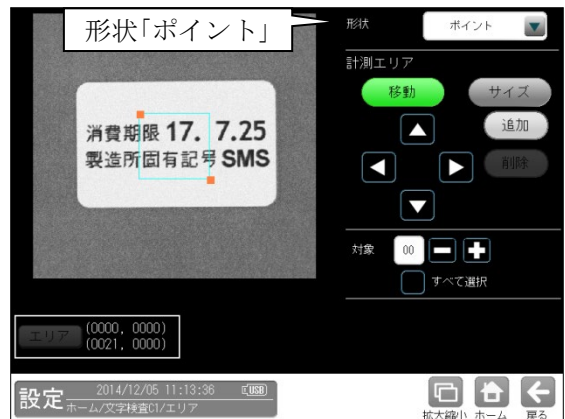 形状「ポイント」
形状
ポイント
計測エリア
移動
サイズ
追加
削除
消費期限 17. 7.25
製造所固有記号 SMS
対象
00
すべて選択
エリア
(0000, 0000)
(0021, 0000)
設定
2014/12/05 11:13:36
USB
ホーム/文字検査C1/エリア
拡大縮小
ホーム
戻る